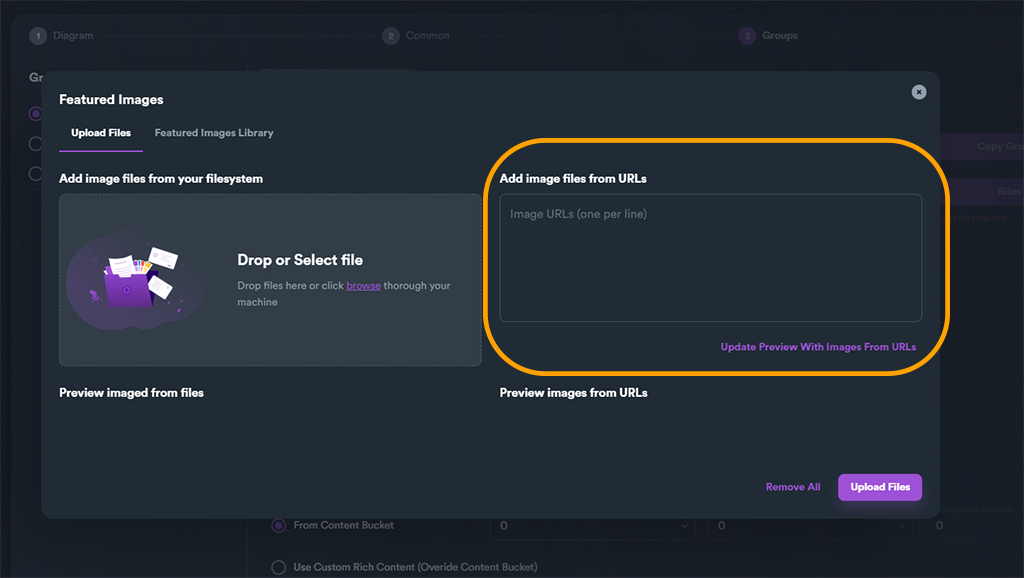 1 Diagram
2 Common
3 Groups
Gr
Featured Images
Upload Files
Featured Images Library
Copy Gro
Sites
Add image files from your filesystem
Add image files from URLs
Image URLs (one per line)
Drop or Select file
Drop files here or click browse thorough your
machine
Update Preview With Images From URLs
Preview imaged from files
Preview images from URLs
Remove All
Upload Files
From Content Bucket
0
0
0
Use Custom Rich Content (Overide Content Bucket)